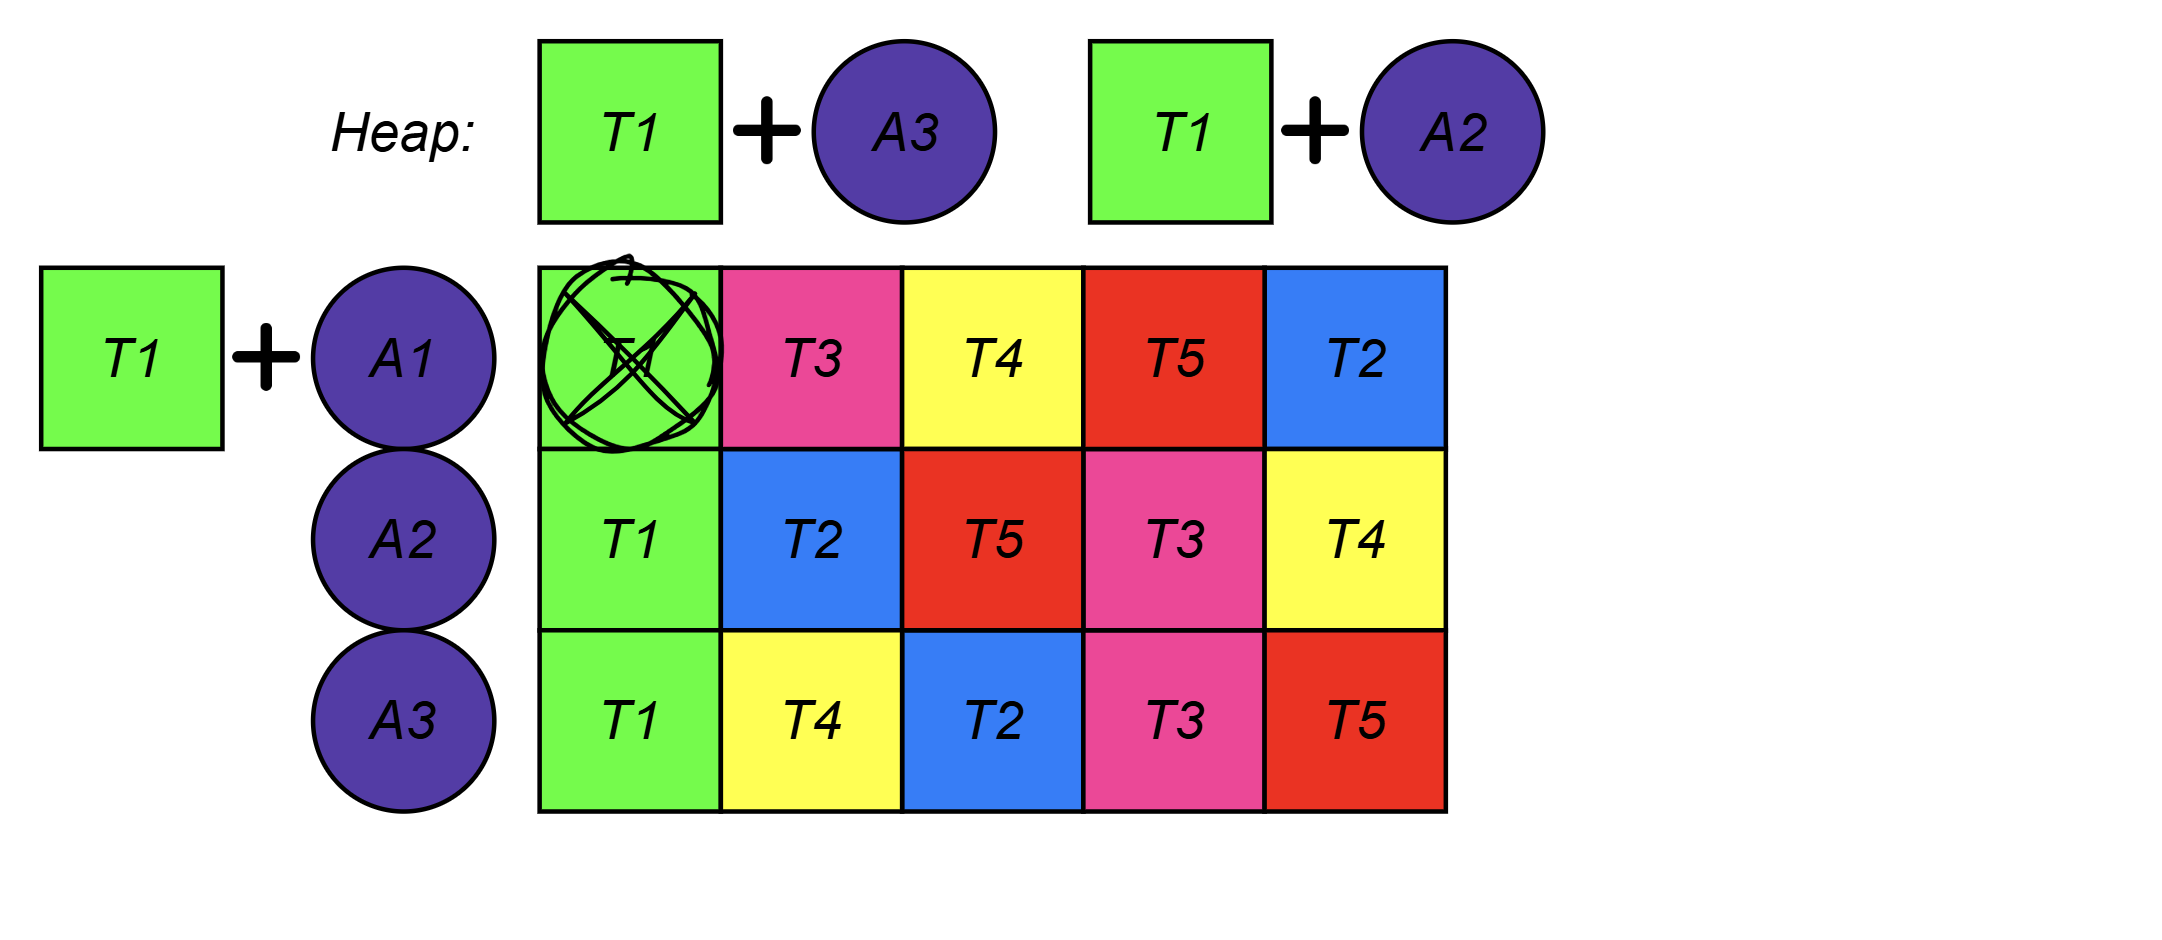 Heap: T1 + A3 T1 + A2
T1 + A1 T1 T3 T4 T5 T2
A2 T1 T2 T5 T3 T4
A3 T1 T4 T2 T3 T5